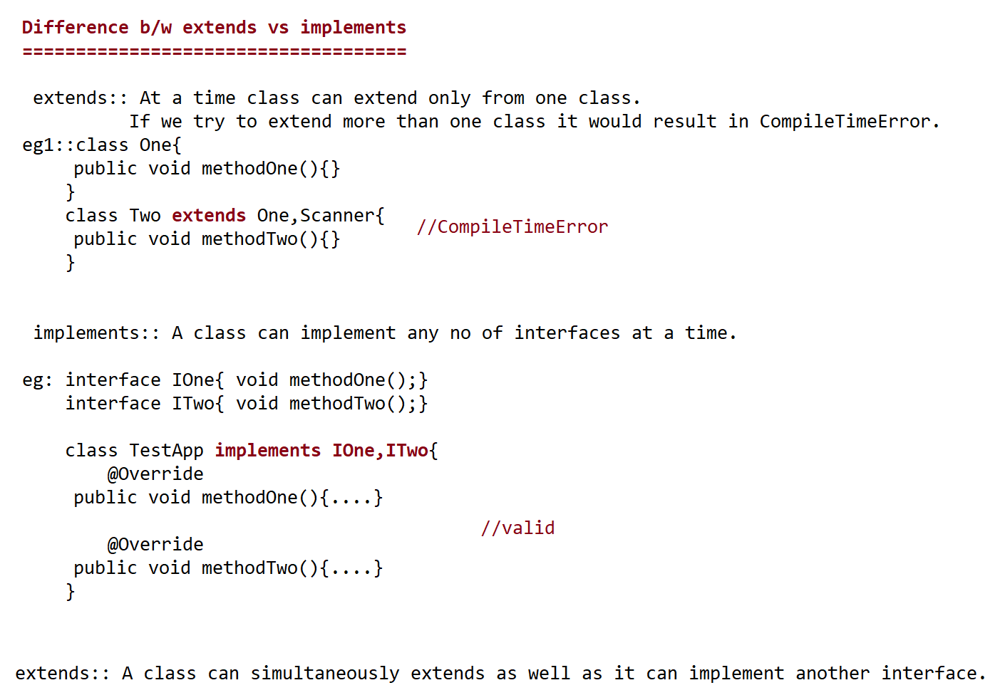 Difference b/w extends vs implements
====================================
extends:: At a time class can extend only from one class.
If we try to extend more than one class it would result in CompileTimeError.
eg1::class One{
public void methodOne(){}
}
class Two extends One,Scanner{
//CompileTimeError
public void methodTwo(){}
}
implements:: A class can implement any no of interfaces at a time.
eg: interface IOne{ void methodOne();}
interface ITwo{ void methodTwo();}
class TestApp implements IOne,ITwo{
@Override
public void methodOne(){....}
//valid
@Override
public void methodTwo(){....}
}
extends:: A class can simultaneously extends as well as it can implement another interface.